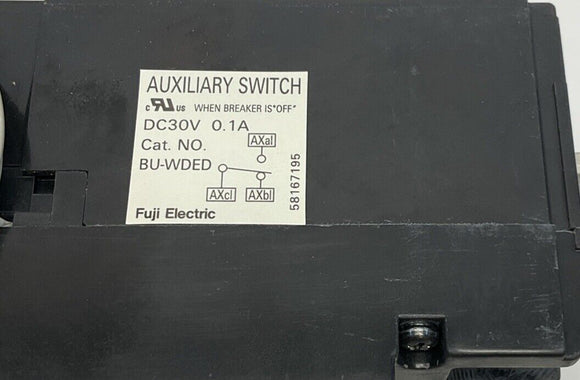 AUXILIARY SWITCH
c RU us WHEN BREAKER IS"OFF"
DC30V 0.1A
Cat. NO.
BU-WDED
AXal
AXcl
AXbl
58167195
Fuji Electric